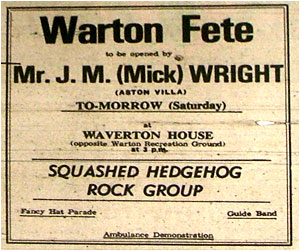 Warton Fete
to be opened by
Mr. J. M. (Mick) WRIGHT
(ASTON VILLA)
TO-MORROW (Saturday)
at
WAVERTON HOUSE
(opposite Warton Recreation Ground)
at 3 p.m.
SQUASHED HEDGEHOG
ROCK GROUP
Fancy Hat Parade
Guide Band
Ambulance Demonstration